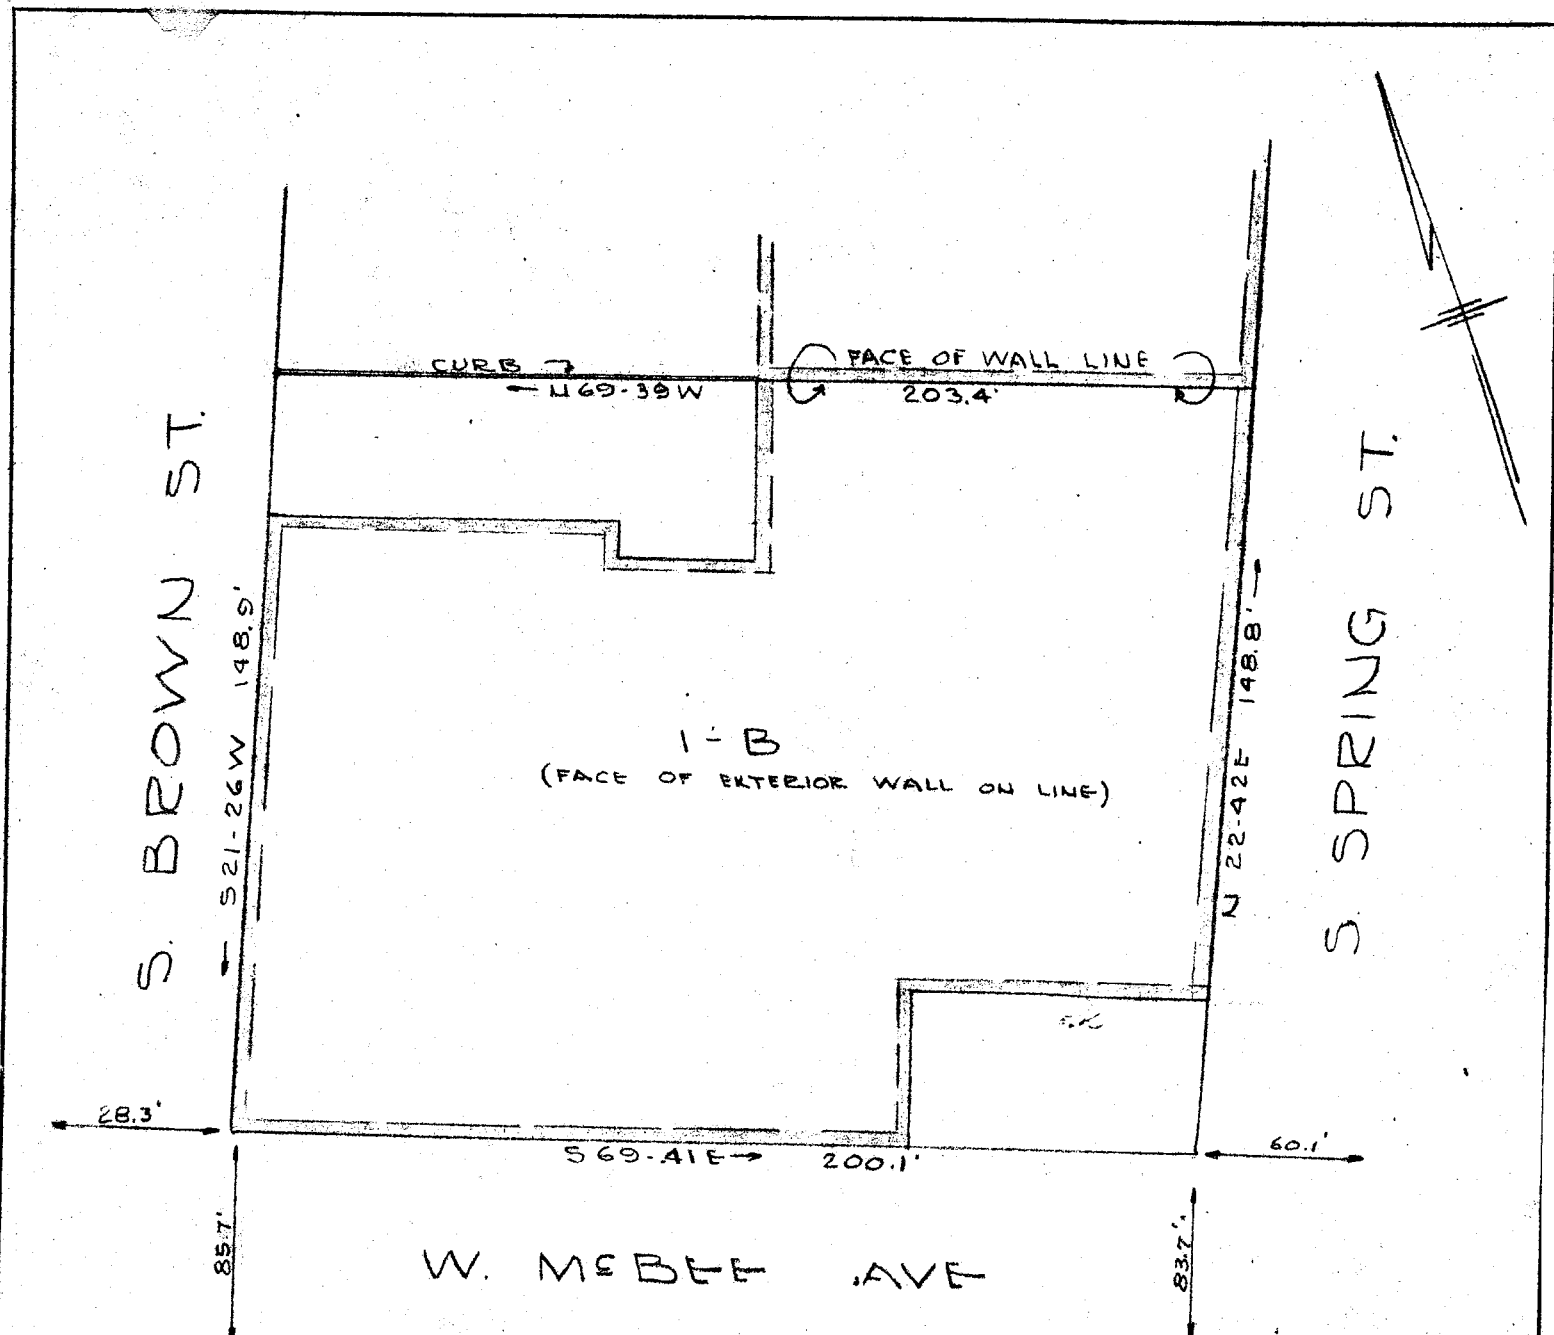 CURB
FACE OF WALL LINE
N69-39W
203.4'
S. BROWN ST.
S21-26W 148.9'
1-B
(FACE OF EXTERIOR WALL ON LINE)
N 22-42E 148.8'
S. SPRING ST.
28.3'
S69-41E
200.1'
60.1'
85.7'
W. McBEE AVE
83.7'